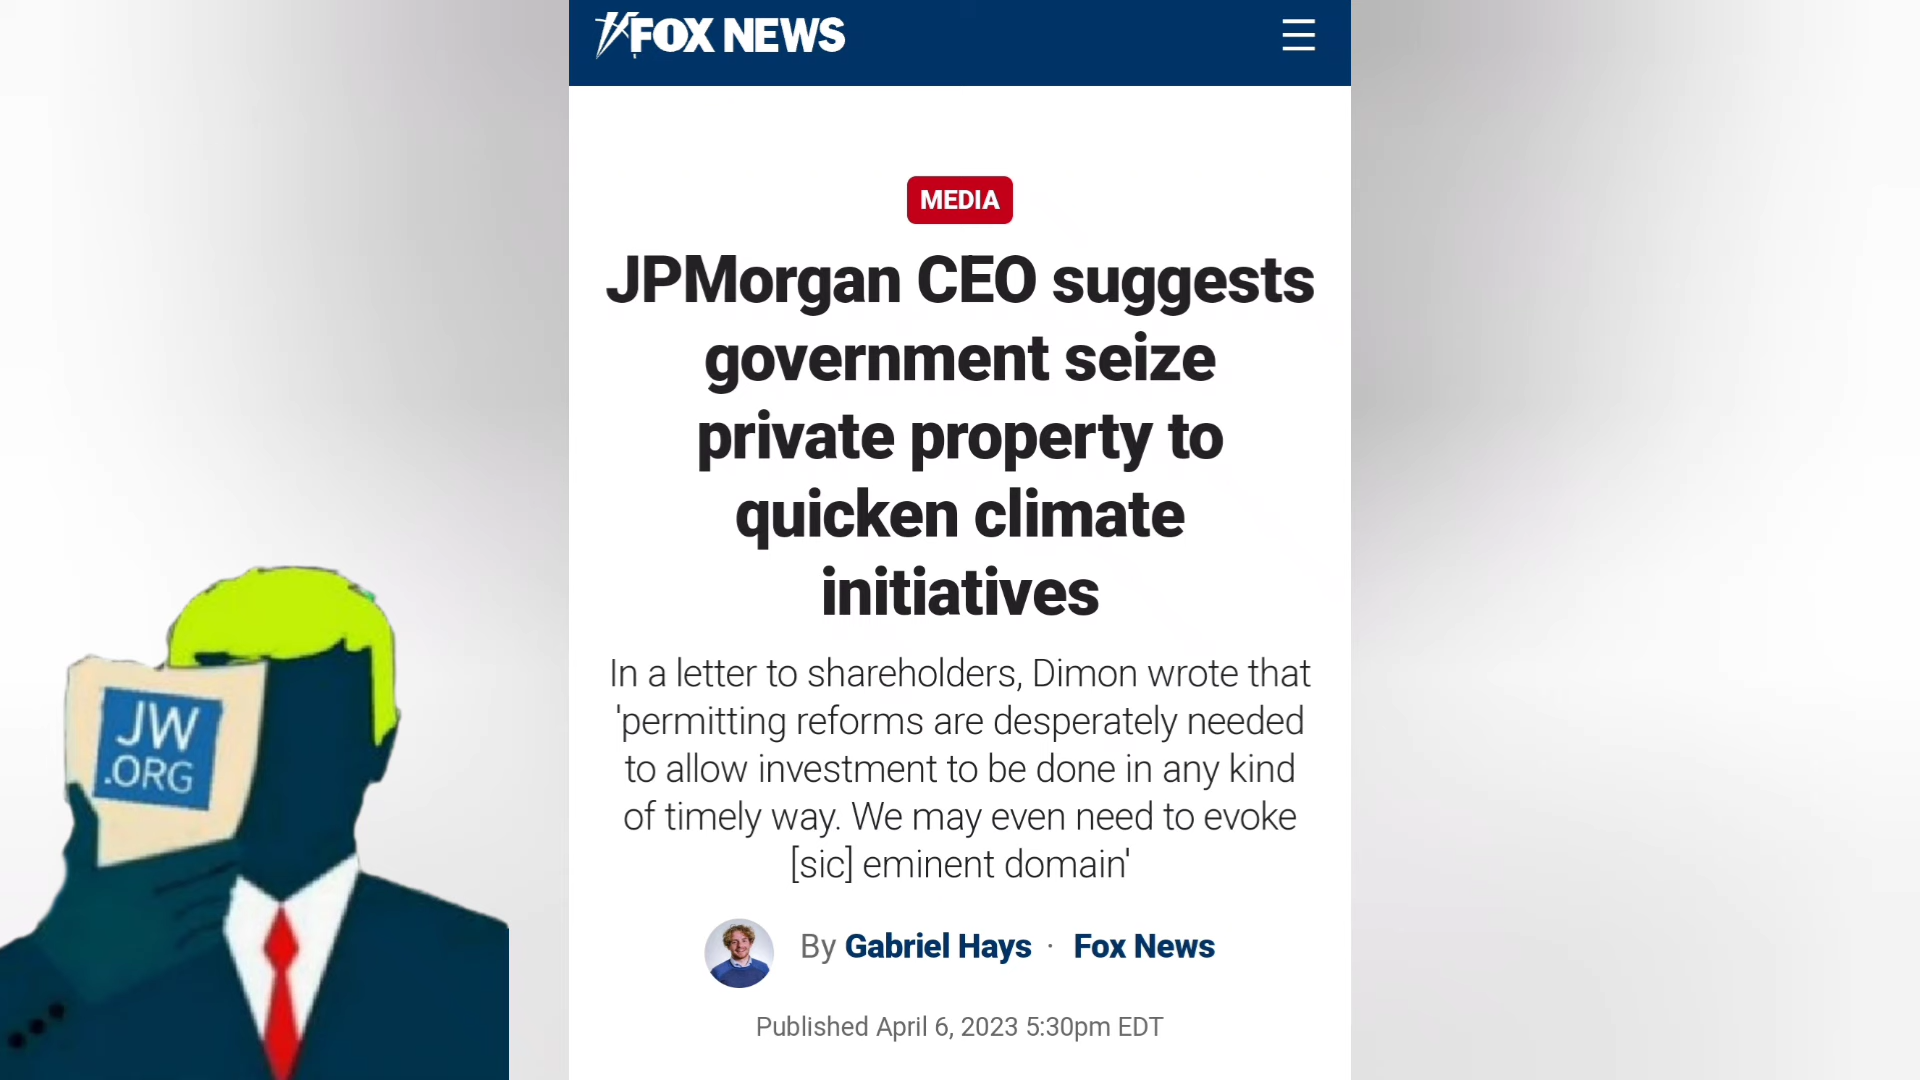 FOX NEWS
MEDIA
JPMorgan CEO suggests
government seize
private property to
quicken climate
initiatives
In a letter to shareholders, Dimon wrote that
'permitting reforms are desperately needed
to allow investment to be done in any kind
of timely way. We may even need to evoke
[sic] eminent domain'
By Gabriel Hays · Fox News
Published April 6, 2023 5:30pm EDT
JW
.ORG